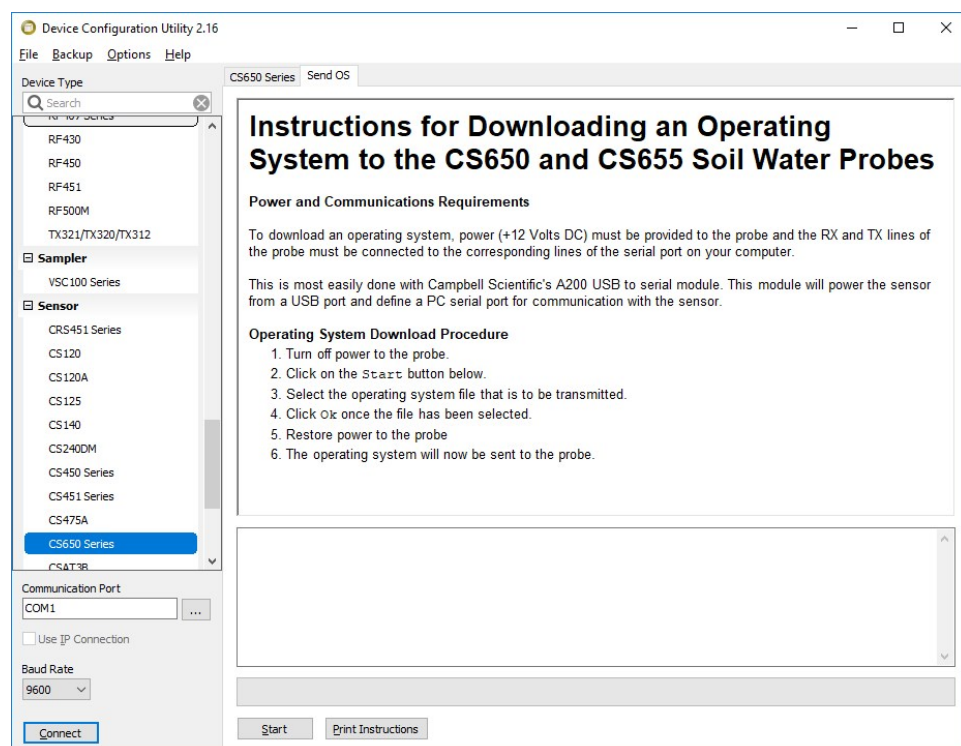 Device Configuration Utility 2.16
File Backup Options Help
Device Type
Search
RF430
RF450
RF451
RF500M
TX321/TX320/TX312
Sampler
VSC100 Series
Sensor
CRS451 Series
CS120
CS120A
CS125
CS140
CS240DM
CS450 Series
CS451 Series
CS475A
CS650 Series
CSAT3B
Communication Port
COM1
...
Use IP Connection
Baud Rate
9600
Connect
CS650 Series Send OS
Instructions for Downloading an Operating
System to the CS650 and CS655 Soil Water Probes
Power and Communications Requirements
To download an operating system, power (+12 Volts DC) must be provided to the probe and the RX and TX lines of
the probe must be connected to the corresponding lines of the serial port on your computer.
This is most easily done with Campbell Scientific's A200 USB to serial module. This module will power the sensor
from a USB port and define a PC serial port for communication with the sensor.
Operating System Download Procedure
1. Turn off power to the probe.
2. Click on the Start button below.
3. Select the operating system file that is to be transmitted.
4. Click Ok once the file has been selected.
5. Restore power to the probe
6. The operating system will now be sent to the probe.
Start Print Instructions